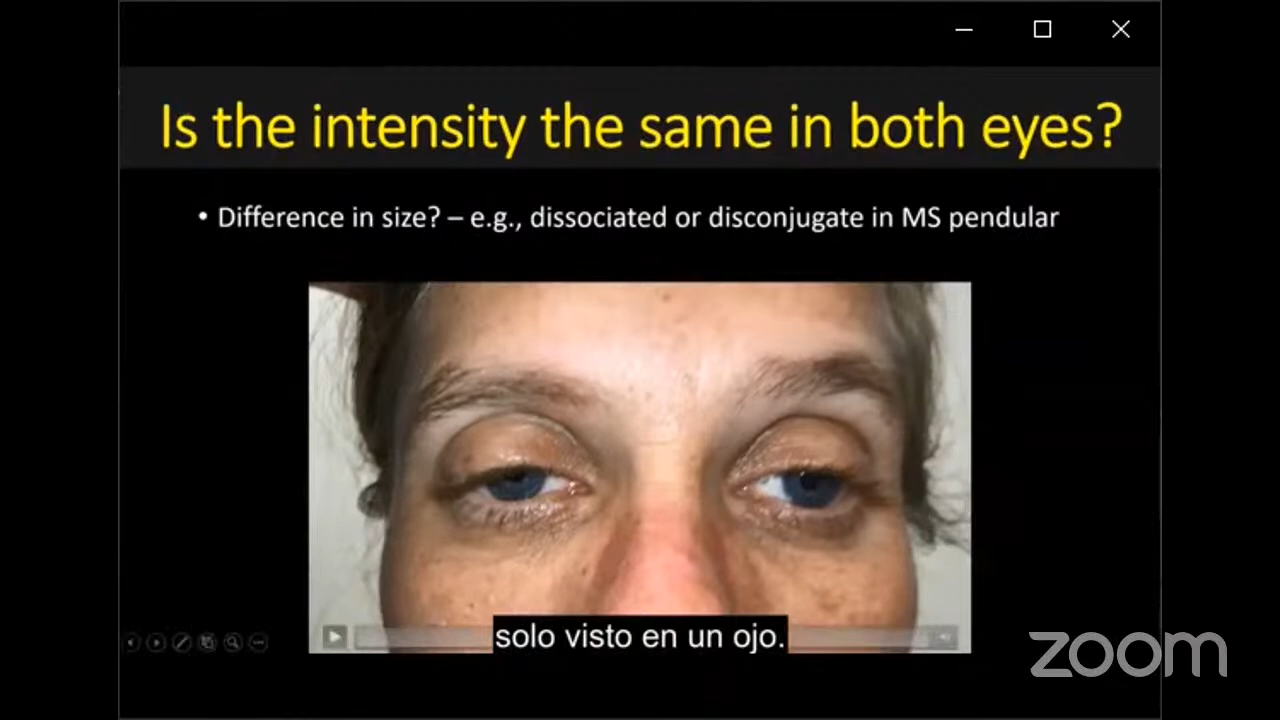 Is the intensity the same in both eyes?
• Difference in size? – e.g., dissociated or disconjugate in MS pendular
solo visto en un ojo.
zoom